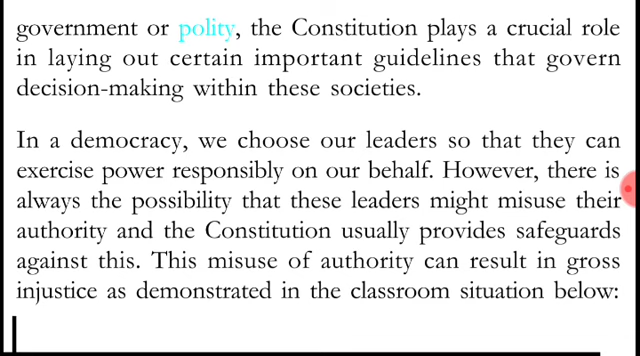 government or polity, the Constitution plays a crucial role
in laying out certain important guidelines that govern
decision-making within these societies.
In a democracy, we choose our leaders so that they can
exercise power responsibly on our behalf. However, there is
always the possibility that these leaders might misuse their
authority and the Constitution usually provides safeguards
against this. This misuse of authority can result in gross
injustice as demonstrated in the classroom situation below: